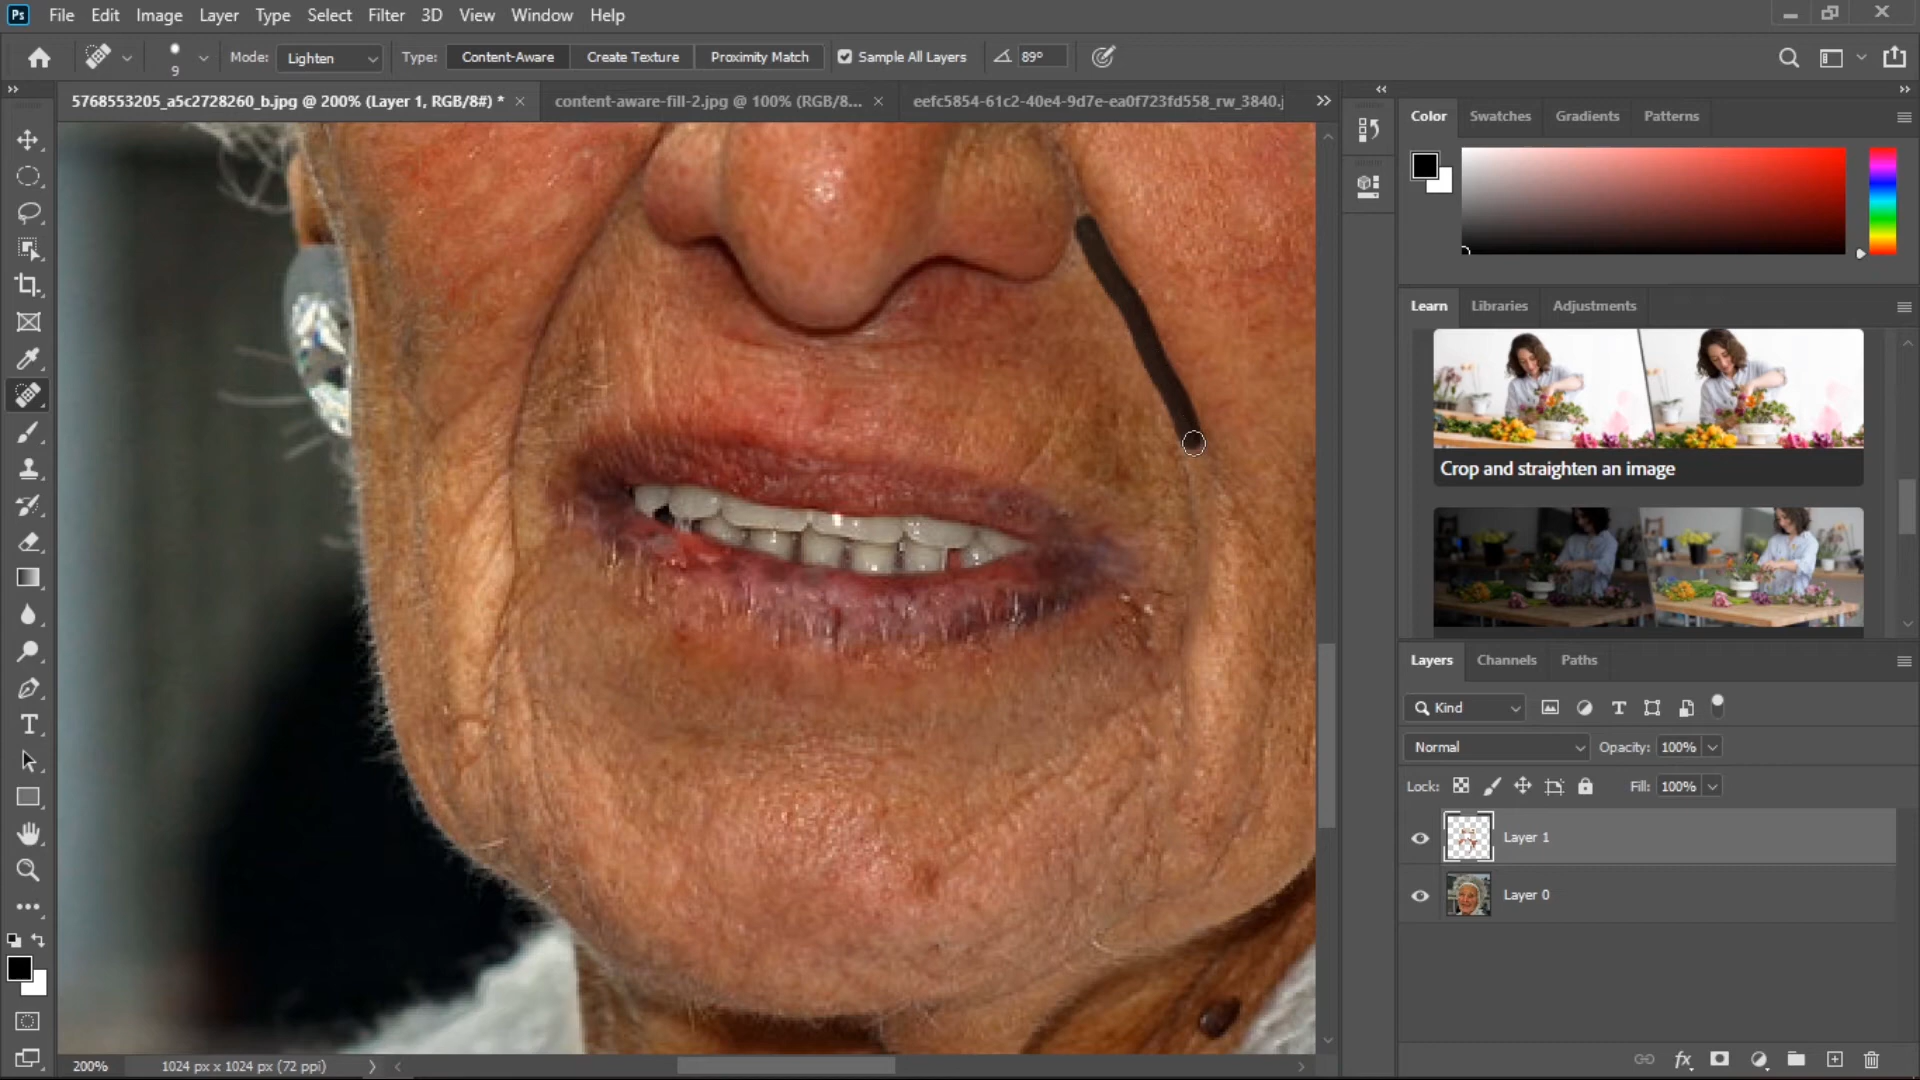 Ps File Edit Image Layer Type Select Filter 3D View Window Help
9 Mode: Lighten Type: Content-Aware Create Texture Proximity Match Sample All Layers 89°
5768553205_a5c2728260_b.jpg @ 200% (Layer 1, RGB/8#) * × content-aware-fill-2.jpg @ 100% (RGB/8... × eefc5854-61c2-40e4-9d7e-ea0f723fd558_rw_3840.j
Color Swatches Gradients Patterns
Learn Libraries Adjustments
Crop and straighten an image
Layers Channels Paths
Kind
Normal Opacity: 100%
Lock: Fill: 100%
Layer 1
Layer 0
200% 1024 px x 1024 px (72 ppi)